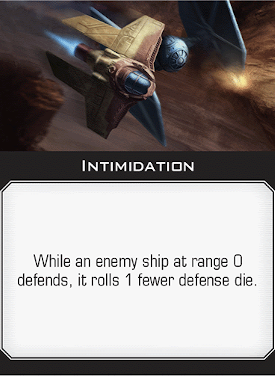 Intimidation
While an enemy ship at range 0
defends, it rolls 1 fewer defense die.